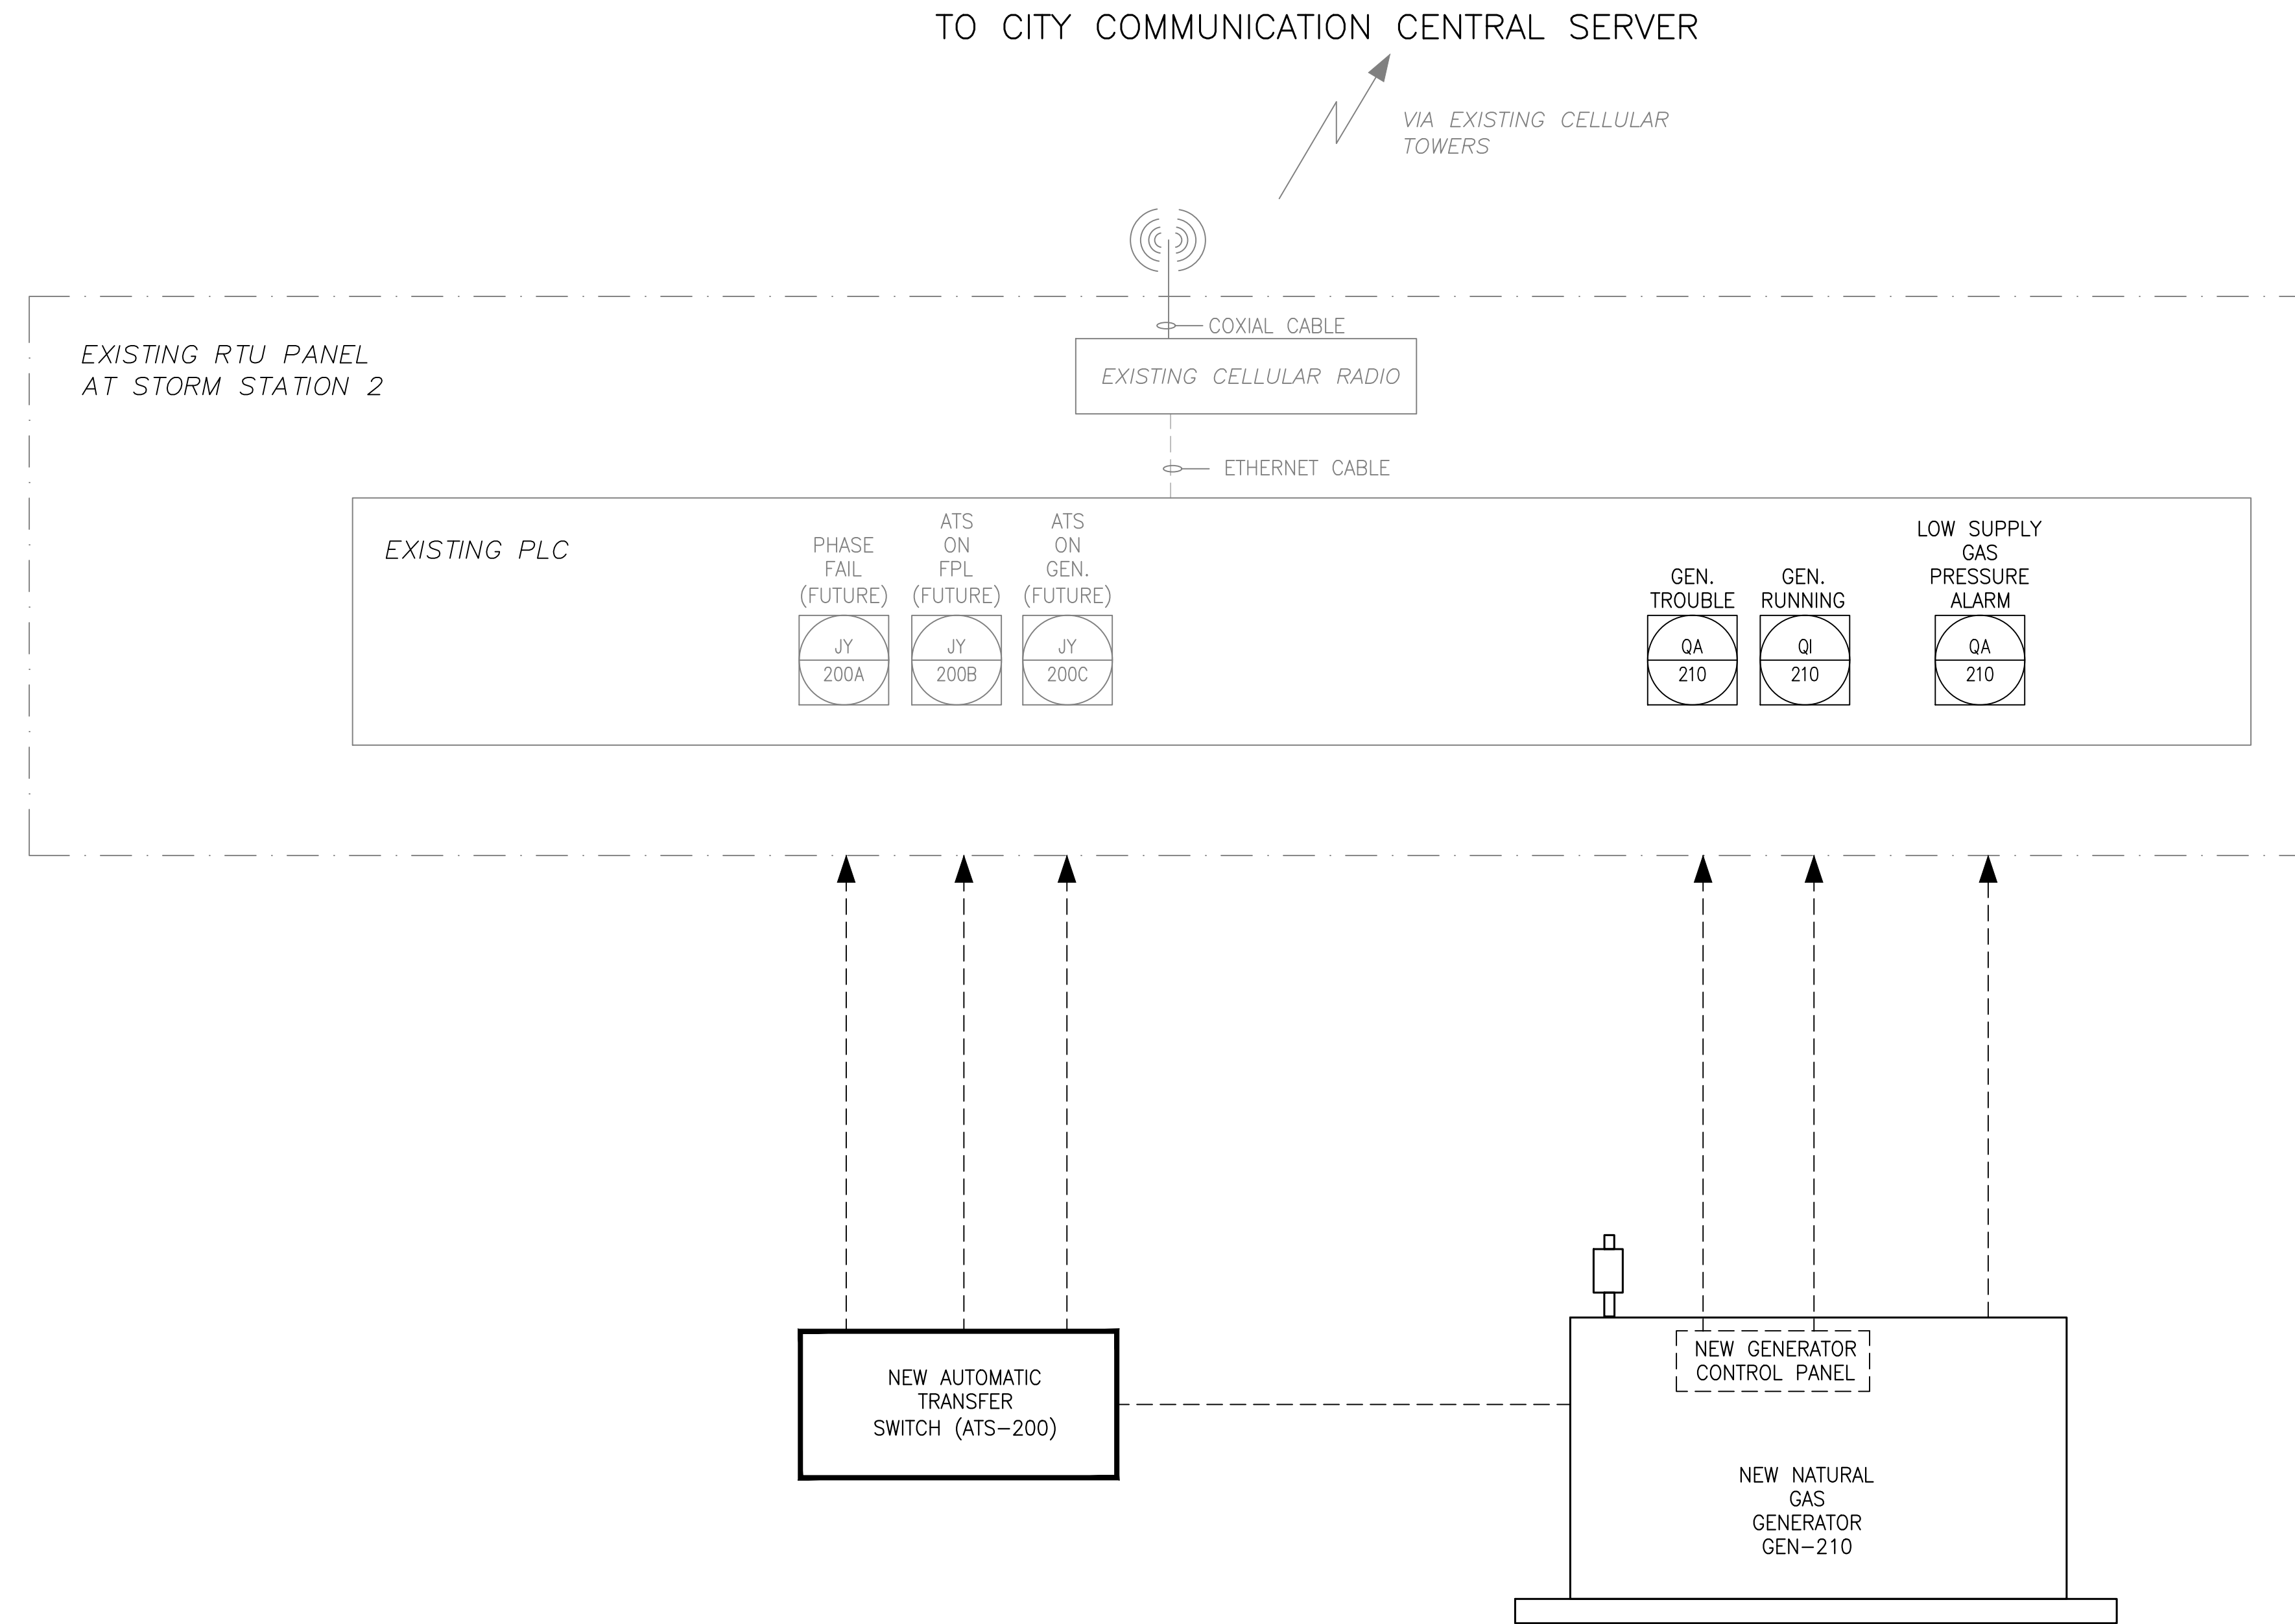 TO CITY COMMUNICATION CENTRAL SERVER
VIA EXISTING CELLULAR
TOWERS
COXIAL CABLE
EXISTING RTU PANEL
AT STORM STATION 2
EXISTING CELLULAR RADIO
ETHERNET CABLE
EXISTING PLC
PHASE
FAIL
(FUTURE)
JY
200A
ATS
ON
FPL
(FUTURE)
JY
200B
ATS
ON
GEN.
(FUTURE)
JY
200C
GEN.
TROUBLE
QA
210
GEN.
RUNNING
QI
210
LOW SUPPLY
GAS
PRESSURE
ALARM
QA
210
NEW AUTOMATIC
TRANSFER
SWITCH (ATS-200)
NEW GENERATOR
CONTROL PANEL
NEW NATURAL
GAS
GENERATOR
GEN-210